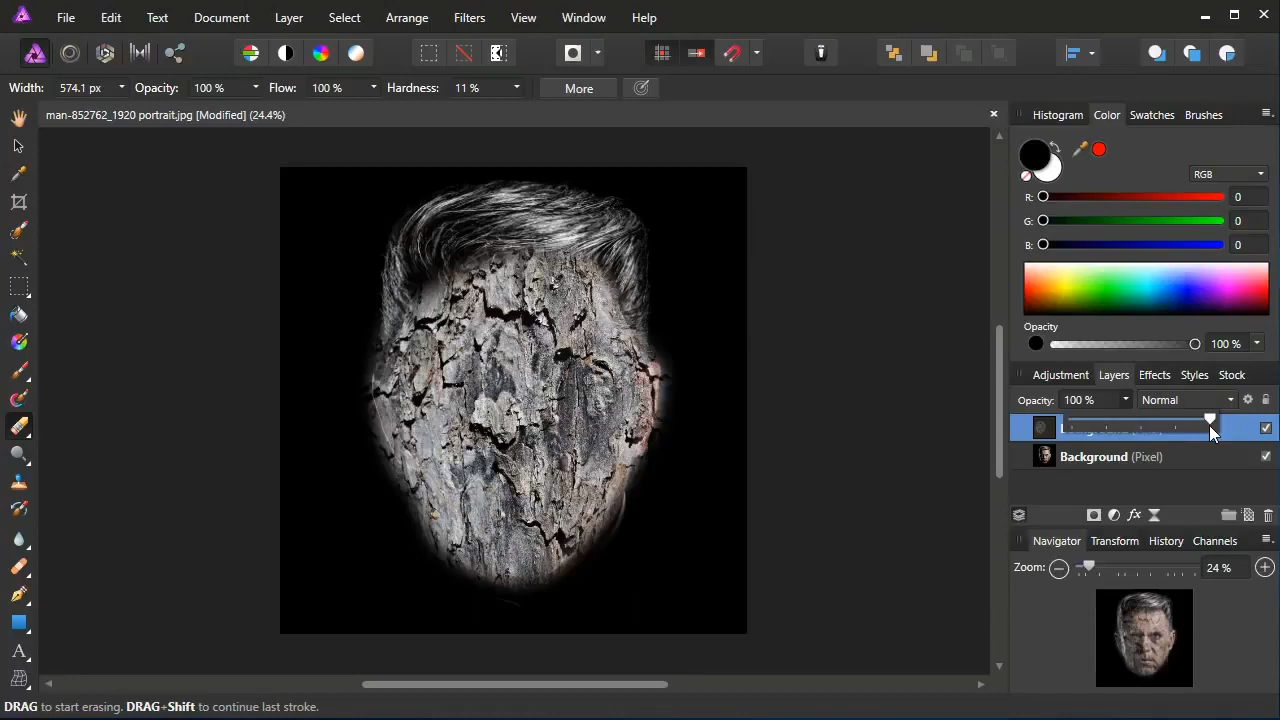 File Edit Text Document Layer Select Arrange Filters View Window Help
Width: 574.1 px Opacity: 100 % Flow: 100 % Hardness: 11 % More
man-852762_1920 portrait.jpg [Modified] (24.4%)
Histogram Color Swatches Brushes
RGB
R: 0
G: 0
B: 0
Opacity
100 %
Adjustment Layers Effects Styles Stock
Opacity: 100 % Normal
Background (Pixel)
Navigator Transform History Channels
Zoom: 24 %
DRAG to start erasing. DRAG+Shift to continue last stroke.